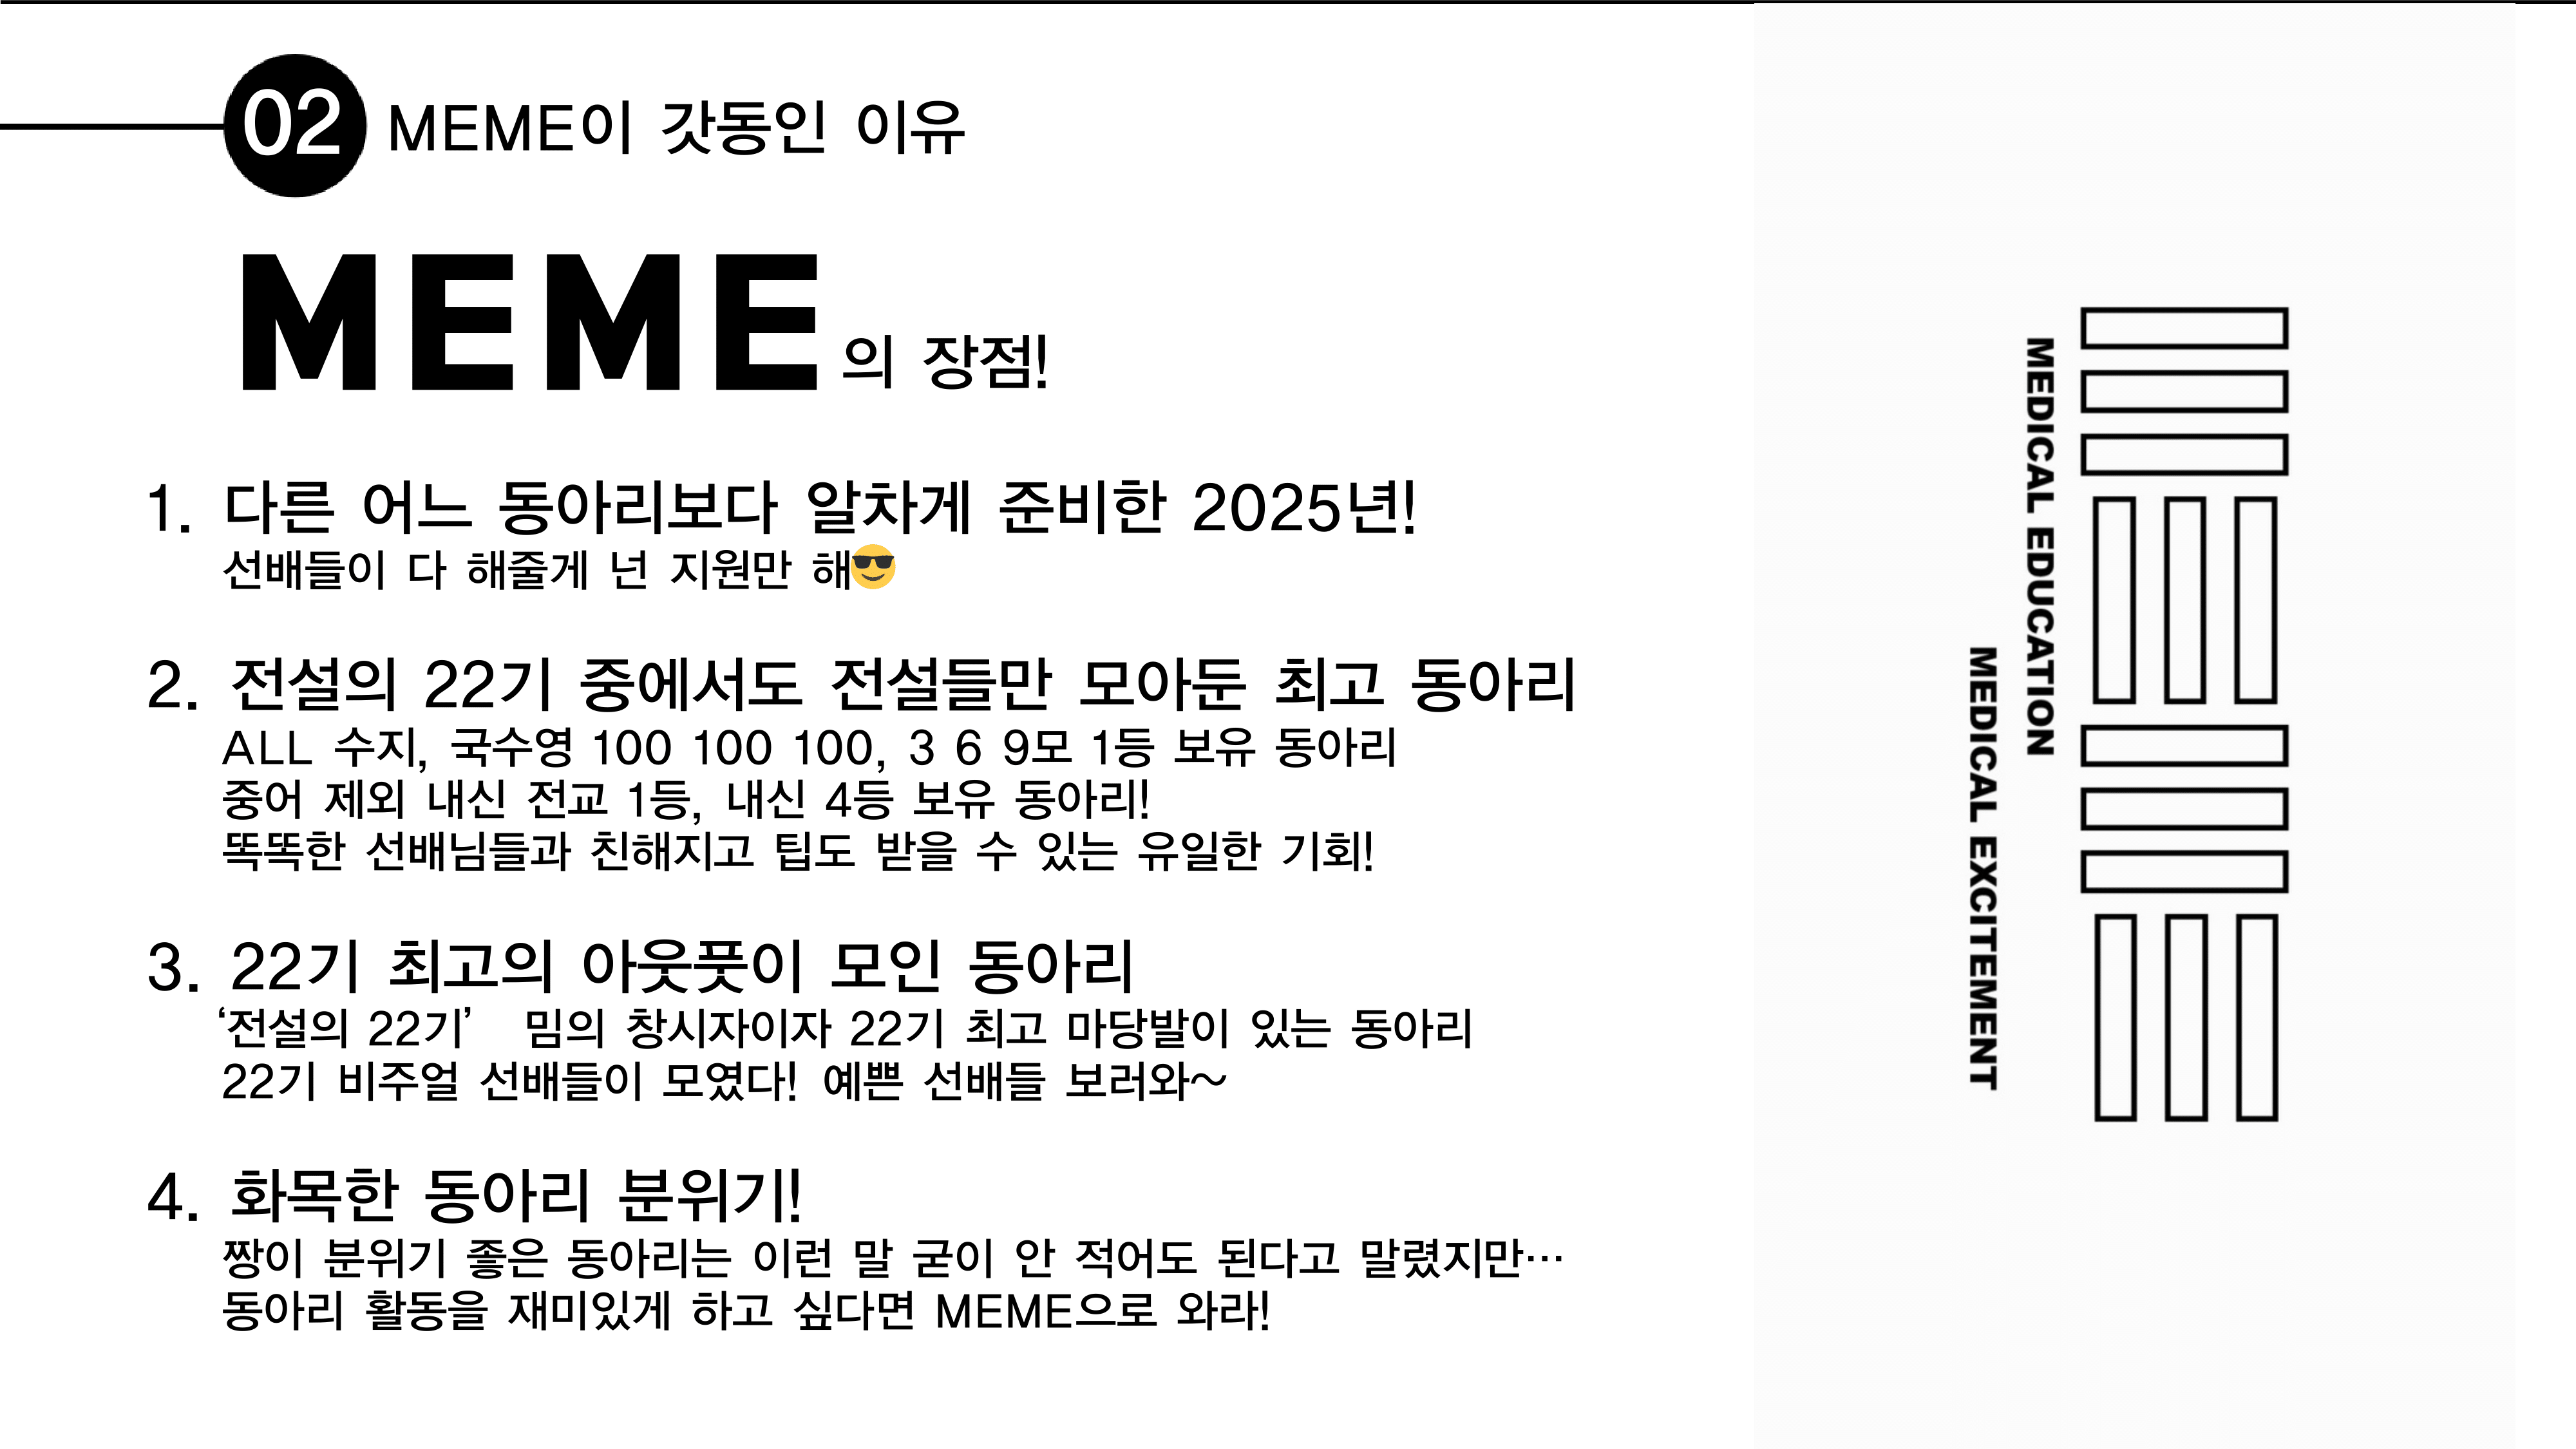 02 MEME이 갓동인 이유
MEME의 장점!
1. 다른 어느 동아리보다 알차게 준비한 2025년!
선배들이 다 해줄게 넌 지원만 해😎
2. 전설의 22기 중에서도 전설들만 모아둔 최고 동아리
ALL 수지, 국수영 100 100 100, 3 6 9모 1등 보유 동아리
중어 제외 내신 전교 1등, 내신 4등 보유 동아리!
똑똑한 선배님들과 친해지고 팁도 받을 수 있는 유일한 기회!
3. 22기 최고의 아웃풋이 모인 동아리
‘전설의 22기’ 밈의 창시자이자 22기 최고 마당발이 있는 동아리
22기 비주얼 선배들이 모였다! 예쁜 선배들 보러와~
4. 화목한 동아리 분위기!
짱이 분위기 좋은 동아리는 이런 말 굳이 안 적어도 된다고 말렸지만…
동아리 활동을 재미있게 하고 싶다면 MEME으로 와라!
MEDICAL EDUCATION
MEDICAL EXCITEMENT